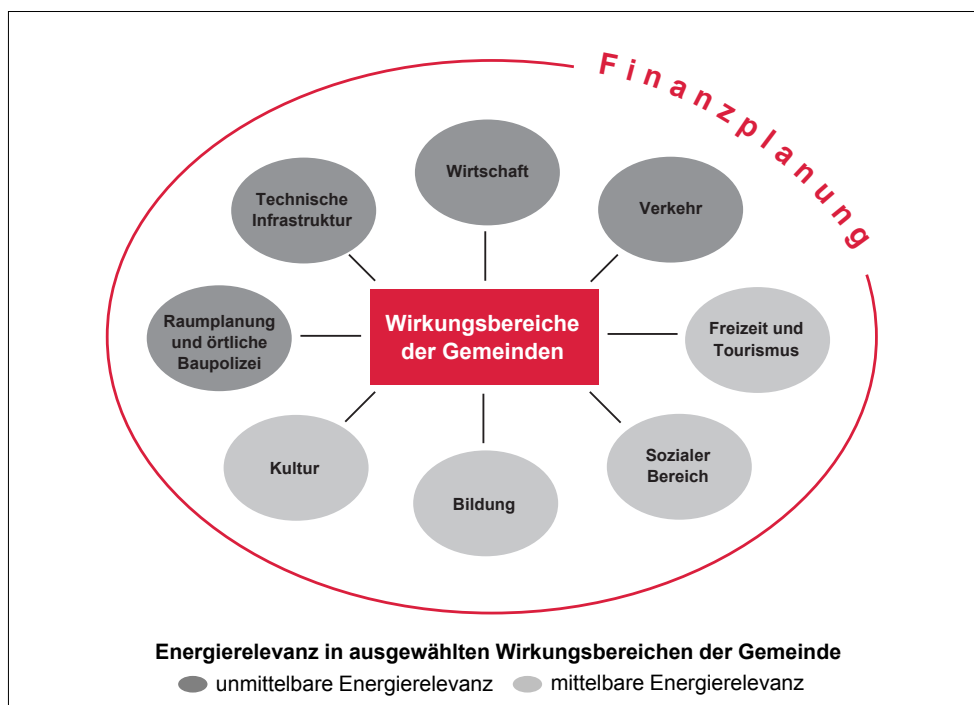 Finanzplanung
Wirtschaft
Technische
Infrastruktur
Verkehr
Raumplanung
und örtliche
Baupolizei
Wirkungsbereiche
der Gemeinden
Freizeit und
Tourismus
Kultur
Bildung
Sozialer
Bereich
Energierelevanz in ausgewählten Wirkungsbereichen der Gemeinde
unmittelbare Energierelevanz
mittelbare Energierelevanz